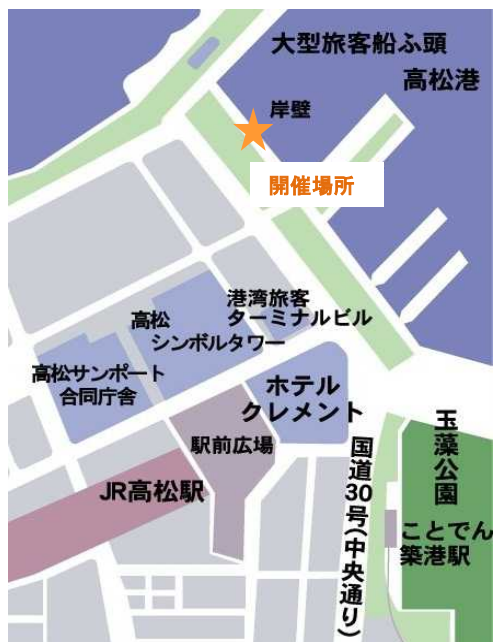 大型旅客船ふ頭
高松港
岸壁
開催場所
港湾旅客
ターミナルビル
高松
シンボルタワー
高松サンポート
合同庁舎
ホテル
クレメント
駅前広場
JR高松駅
国道30号(中央通り)
玉藻公園
ことでん
築港駅